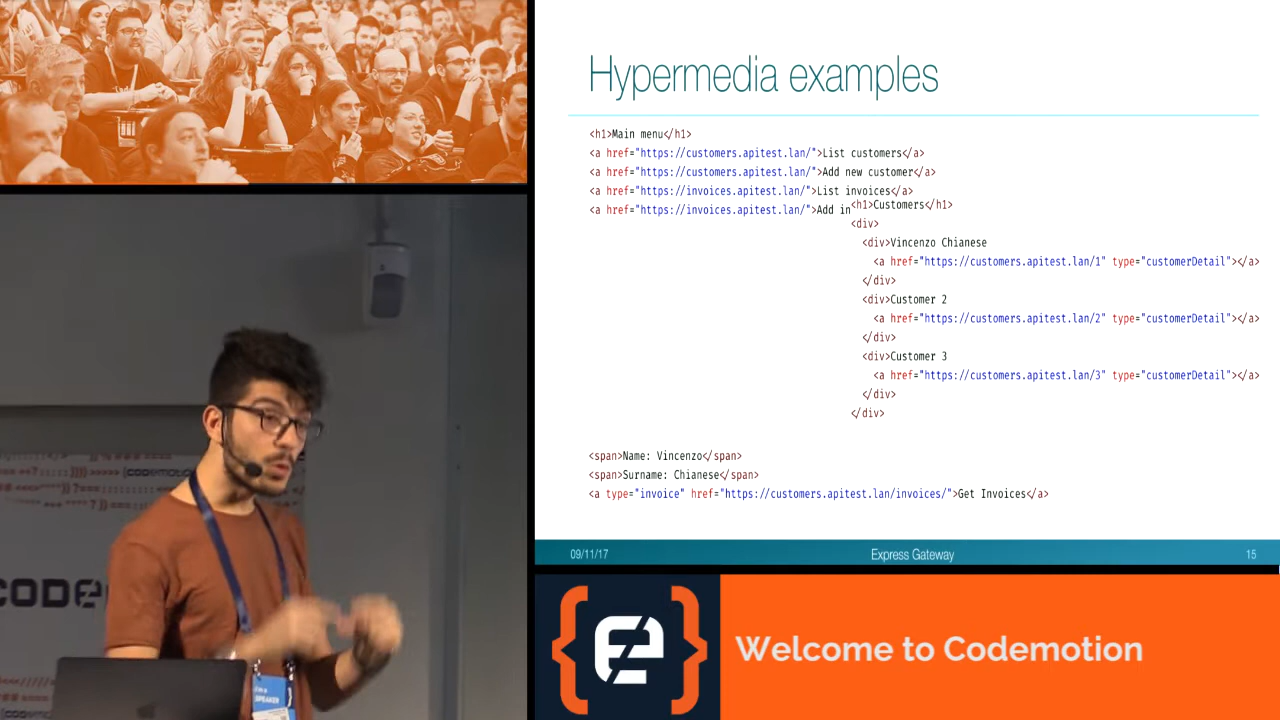 Hypermedia examples
<h1>Main menu</h1>
<a href="https://customers.apitest.lan/">List customers</a>
<a href="https://customers.apitest.lan/">Add new customer</a>
<a href="https://invoices.apitest.lan/">List invoices</a>
<a href="https://invoices.apitest.lan/">Add in
<h1>Customers</h1>
<div>
<div>Vincenzo Chianese
<a href="https://customers.apitest.lan/1" type="customerDetail"></a>
</div>
<div>Customer 2
<a href="https://customers.apitest.lan/2" type="customerDetail"></a>
</div>
<div>Customer 3
<a href="https://customers.apitest.lan/3" type="customerDetail"></a>
</div>
</div>
<span>Name: Vincenzo</span>
<span>Surname: Chianese</span>
<a type="invoice" href="https://customers.apitest.lan/invoices/">Get Invoices</a>
09/11/17
Express Gateway
15
Welcome to Codemotion
SPEAKER